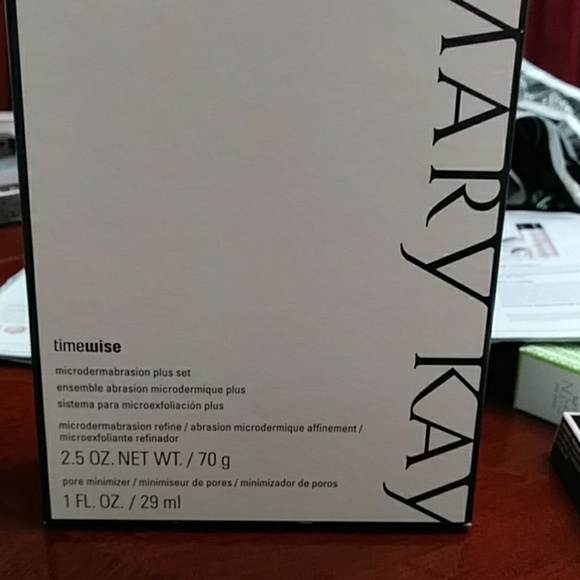 MARY KAY
timewise
microdermabrasion plus set
ensemble abrasion microdermique plus
sistema para microexfoliación plus
microdermabrasion refine / abrasion microdermique affinement /
microexfoliante refinador
2.5 OZ. NET WT. / 70 g
pore minimizer / minimiseur de pores / minimizador de poros
1 FL. OZ. / 29 ml